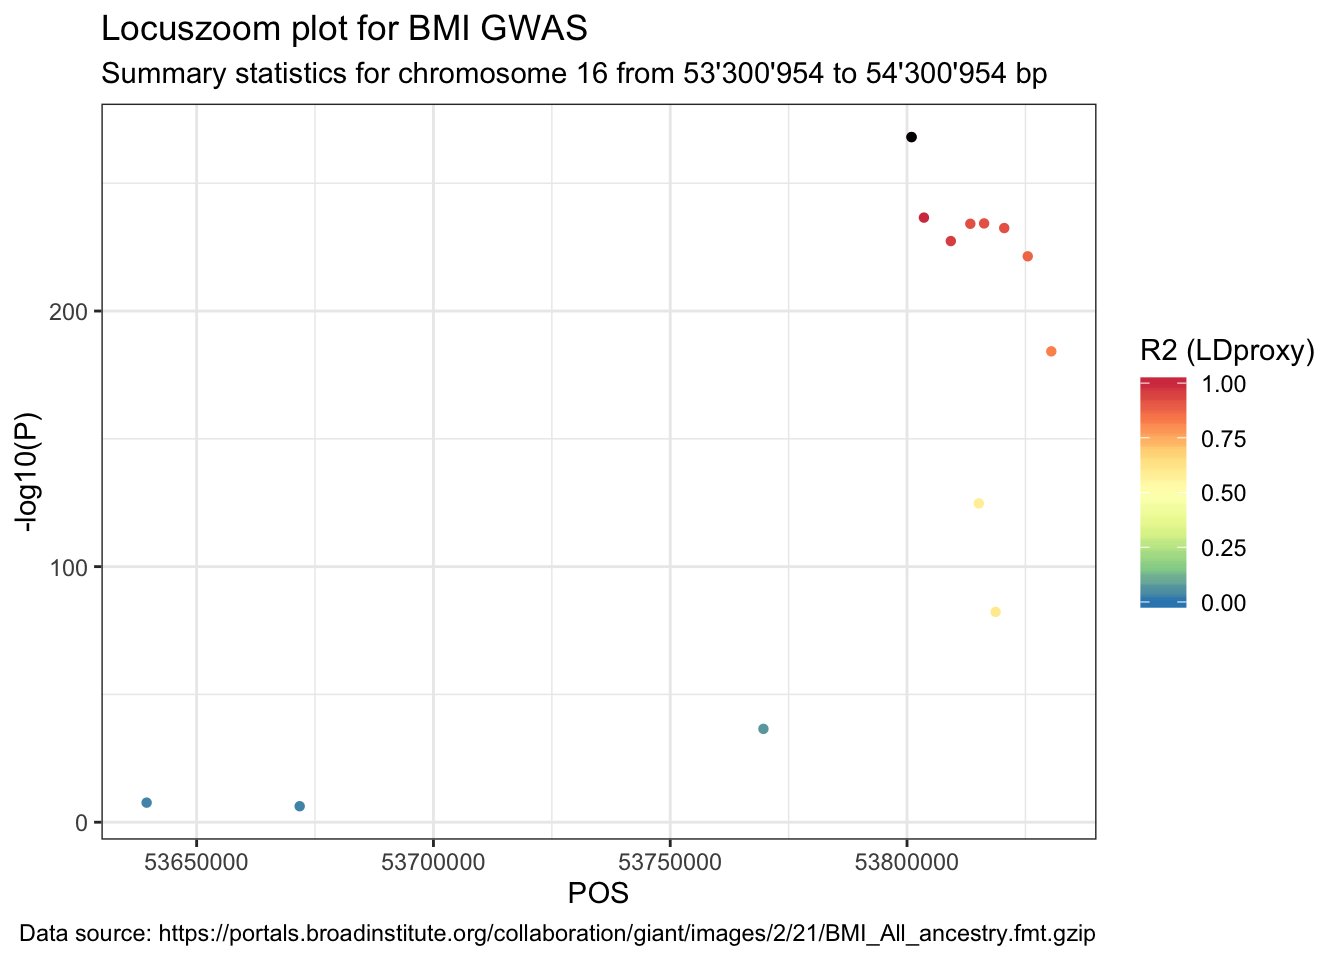 Locuszoom plot for BMI GWAS
Summary statistics for chromosome 16 from 53'300'954 to 54'300'954 bp
-log10(P)
200
100
0
53650000 53700000 53750000 53800000
POS
R2 (LDproxy)
1.00
0.75
0.50
0.25
0.00
Data source: https://portals.broadinstitute.org/collaboration/giant/images/2/21/BMI_All_ancestry.fmt.gzip